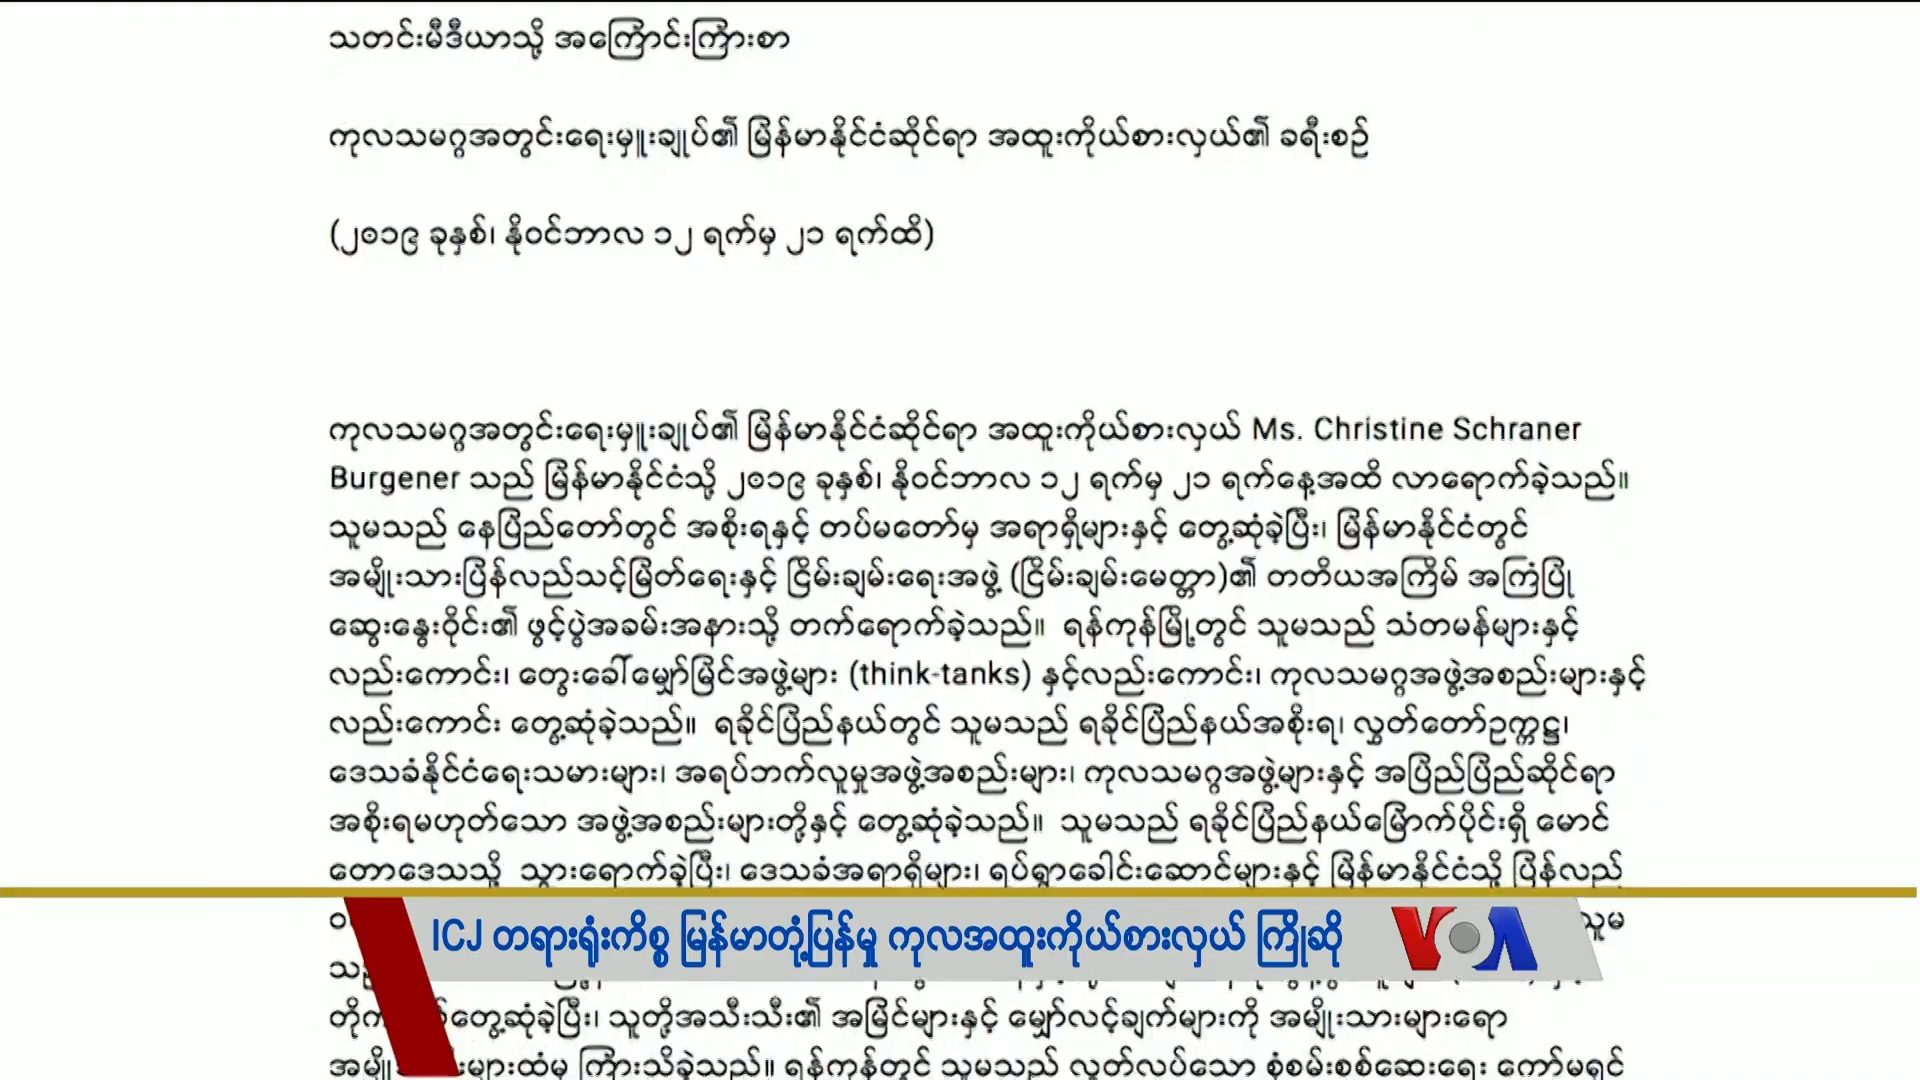 သတင်းမီဒီယာသို့ အကြောင်းကြားစာ
ကုလသမဂ္ဂအတွင်းရေးမှူးချုပ်၏ မြန်မာနိုင်ငံဆိုင်ရာ အထူးကိုယ်စားလှယ်၏ ခရီးစဉ်
(၂၀၁၉ ခုနှစ်၊ နိုဝင်ဘာလ ၁၂ ရက်မှ ၂၁ ရက်ထိ)
ကုလသမဂ္ဂအတွင်းရေးမှူးချုပ်၏ မြန်မာနိုင်ငံဆိုင်ရာ အထူးကိုယ်စားလှယ် Ms. Christine Schraner
Burgener သည် မြန်မာနိုင်ငံသို့ ၂၀၁၉ ခုနှစ်၊ နိုဝင်ဘာလ ၁၂ ရက်မှ ၂၁ ရက်နေ့အထိ လာရောက်ခဲ့သည်။
သူမသည် နေပြည်တော်တွင် အစိုးရနှင့် တပ်မတော်မှ အရာရှိများနှင့် တွေ့ဆုံခဲ့ပြီး၊ မြန်မာနိုင်ငံတွင်
အမျိုးသားပြန်လည်သင့်မြတ်ရေးနှင့် ငြိမ်းချမ်းရေးအဖွဲ့ (ငြိမ်းချမ်းမေတ္တာ)၏ တတိယအကြိမ် အကြံပြု
ဆွေးနွေးဝိုင်း၏ ဖွင့်ပွဲအခမ်းအနားသို့ တက်ရောက်ခဲ့သည်။ ရန်ကုန်မြို့တွင် သူမသည် သံတမန်များနှင့်
လည်းကောင်း၊ တွေးခေါ်မျှော်မြင်အဖွဲ့များ (think-tanks) နှင့်လည်းကောင်း၊ ကုလသမဂ္ဂအဖွဲ့အစည်းများနှင့်
လည်းကောင်း တွေ့ဆုံခဲ့သည်။ ရခိုင်ပြည်နယ်တွင် သူမသည် ရခိုင်ပြည်နယ်အစိုးရ၊ လွှတ်တော်ဥက္ကဋ္ဌ၊
ဒေသခံနိုင်ငံရေးသမားများ၊ အရပ်ဘက်လူမှုအဖွဲ့အစည်းများ၊ ကုလသမဂ္ဂအဖွဲ့များနှင့် အပြည်ပြည်ဆိုင်ရာ
အစိုးရမဟုတ်သော အဖွဲ့အစည်းများတို့နှင့် တွေ့ဆုံခဲ့သည်။ သူမသည် ရခိုင်ပြည်နယ်မြောက်ပိုင်းရှိ မောင်
တောဒေသသို့ သွားရောက်ခဲ့ပြီး၊ ဒေသခံအရာရှိများ၊ ရပ်ရွာခေါင်းဆောင်များနှင့် မြန်မာနိုင်ငံသို့ ပြန်လည်
သူမ
ICJ တရားရုံးကိစ္စ မြန်မာတုံ့ပြန်မှု ကုလအထူးကိုယ်စားလှယ် ကြိုဆို
VOA
တွေ့ဆုံခဲ့ပြီး၊ သူတို့အသီးသီး၏ အမြင်များနှင့် မျှော်လင့်ချက်များကို အမျိုးသားများရော
ကြားသိခဲ့သည်။ ရန်ကုန်တွင် သူမသည် လွတ်လပ်သော စုံစမ်းစစ်ဆေးရေး ကော်မရှင်